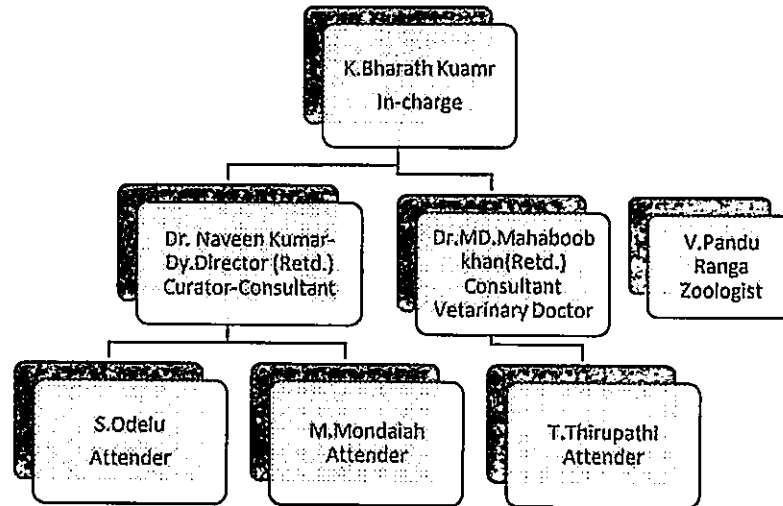 K.Bharath Kuamr
In-charge
Dr. Naveen Kumar-
Dy.Director (Retd.)
Curator-Consultant
Dr.MD.Mahaboob
khan(Retd.)
Consultant
Vetarinary Doctor
V.Pandu
Ranga
Zoologist
S.Odelu
Attender
M.Mondaiah
Attender
T.Thirupathi
Attender